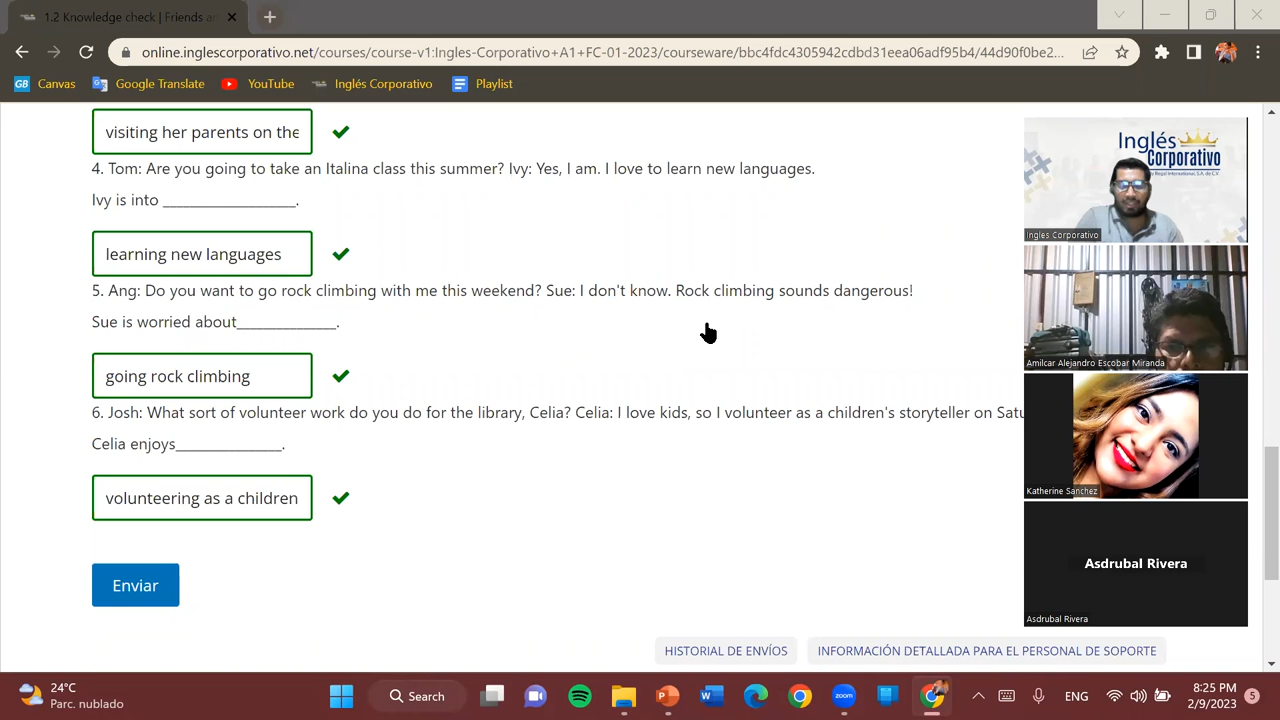 1.2 Knowledge check | Friends an
online.inglescorporativo.net/courses/course-v1:Ingles-Corporativo+A1+FC-01-2023/courseware/bbc4fdc4305942cdbd31eea06adf95b4/44d90f0be2...
GB Canvas Google Translate YouTube Inglés Corporativo Playlist
visiting her parents on the
4. Tom: Are you going to take an Italina class this summer? Ivy: Yes, I am. I love to learn new languages.
Ivy is into ________________.
learning new languages
5. Ang: Do you want to go rock climbing with me this weekend? Sue: I don't know. Rock climbing sounds dangerous!
Sue is worried about____________.
going rock climbing
6. Josh: What sort of volunteer work do you do for the library, Celia? Celia: I love kids, so I volunteer as a children's storyteller on Satu
Celia enjoys_____________.
volunteering as a children
Enviar
HISTORIAL DE ENVÍOS INFORMACIÓN DETALLADA PARA EL PERSONAL DE SOPORTE
Inglés
Corporativo
Ingles Corporativo
Amilcar Alejandro Escobar Miranda
Katherine Sanchez
Asdrubal Rivera
Asdrubal Rivera
24°C
Parc. nublado
Search
zoom
ENG
8:25 PM
2/9/2023
5